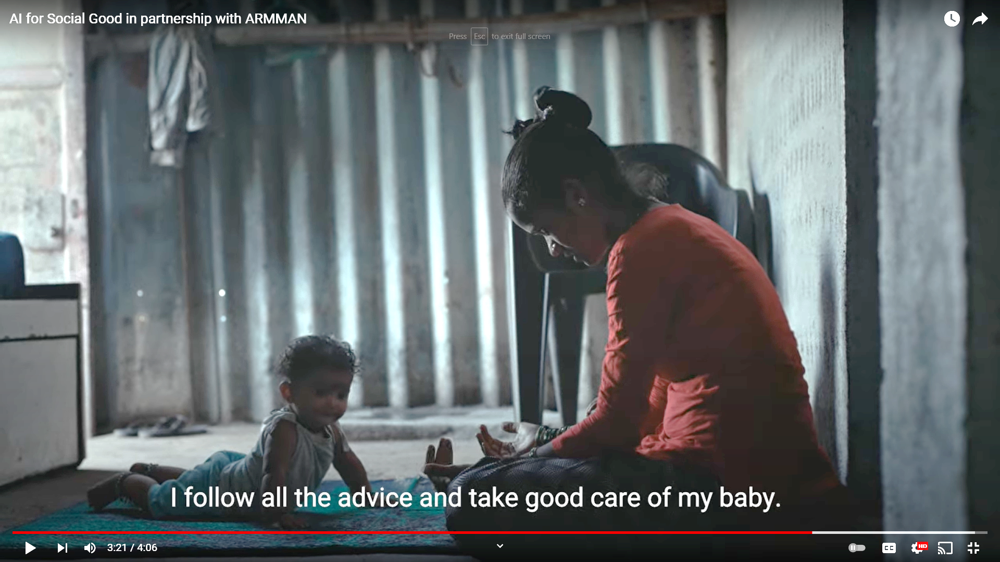 AI for Social Good in partnership with ARMMAN
Press Esc to exit full screen
I follow all the advice and take good care of my baby.
3:21 / 4:06
CC
HD